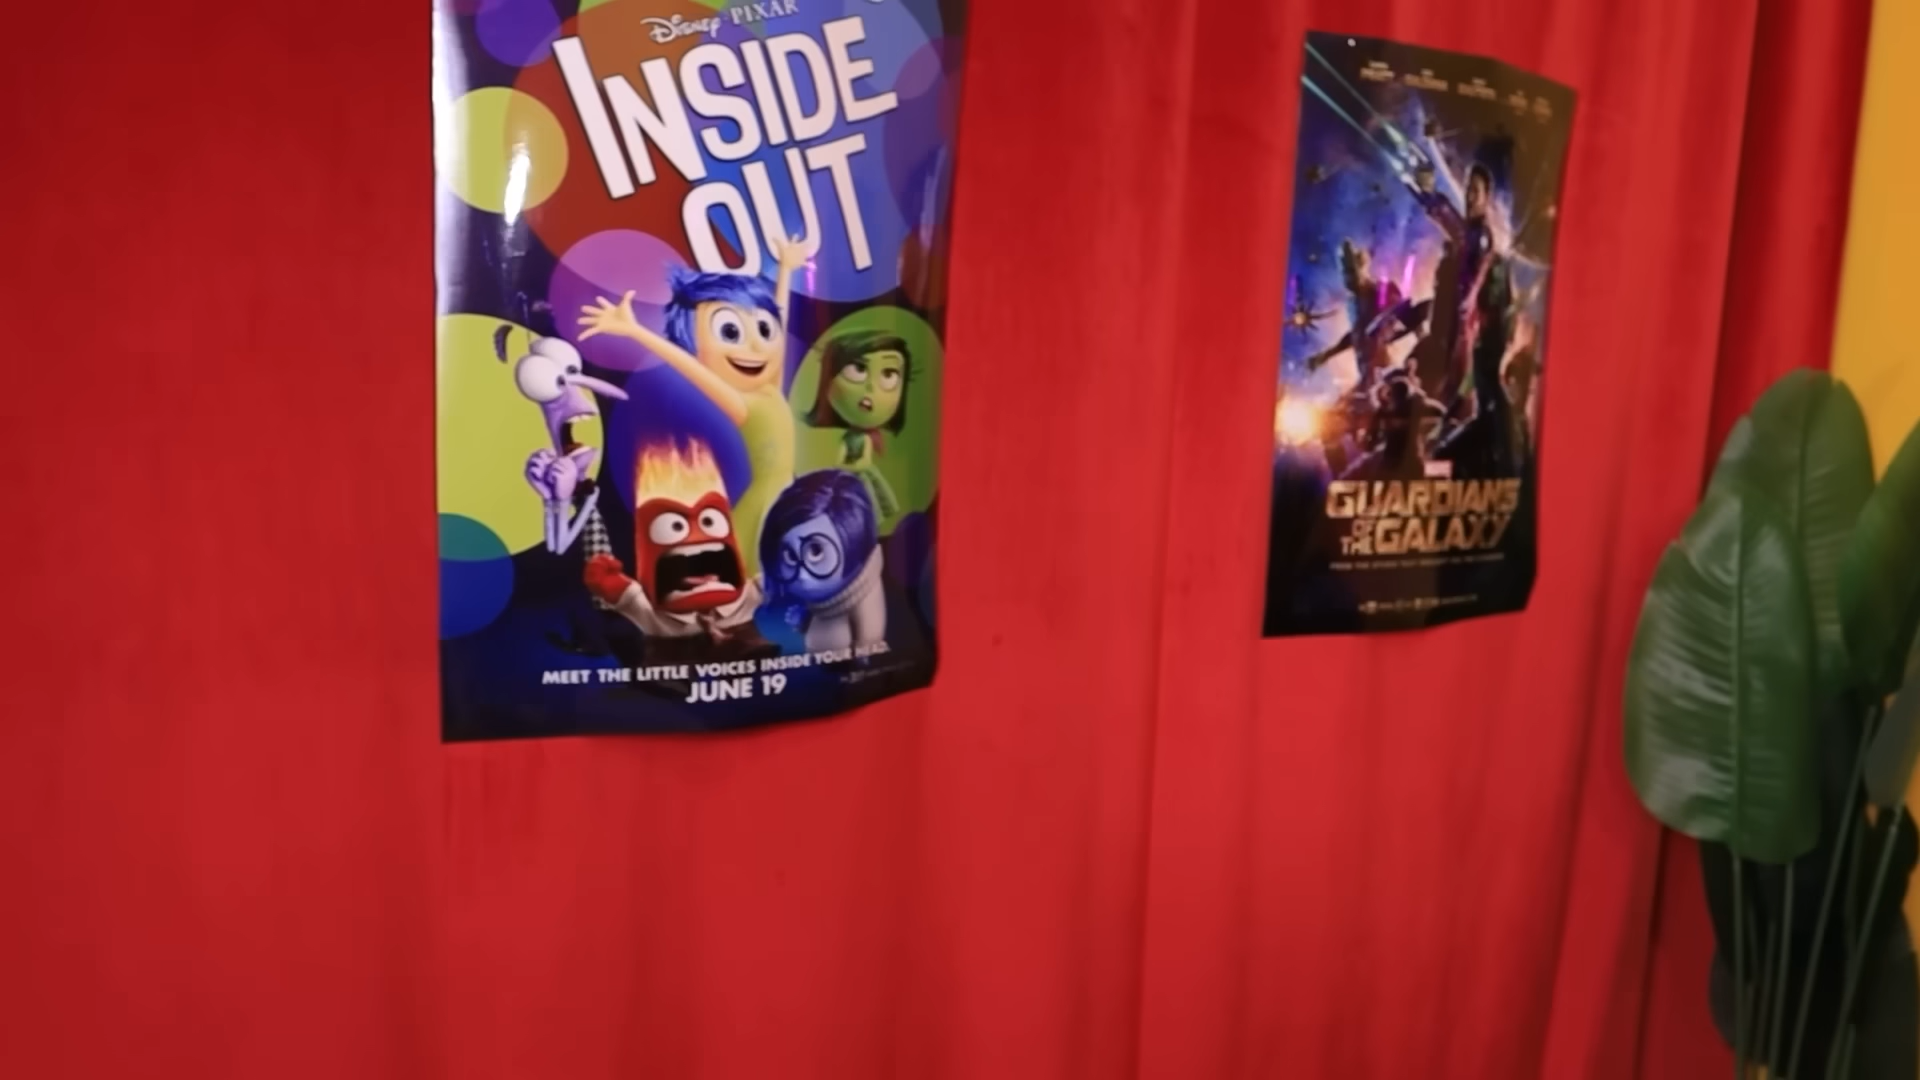 Disney · PIXAR
INSIDE
OUT
MEET THE LITTLE VOICES INSIDE YOUR HEAD.
JUNE 19
GUARDIANS
OF
THE GALAXY